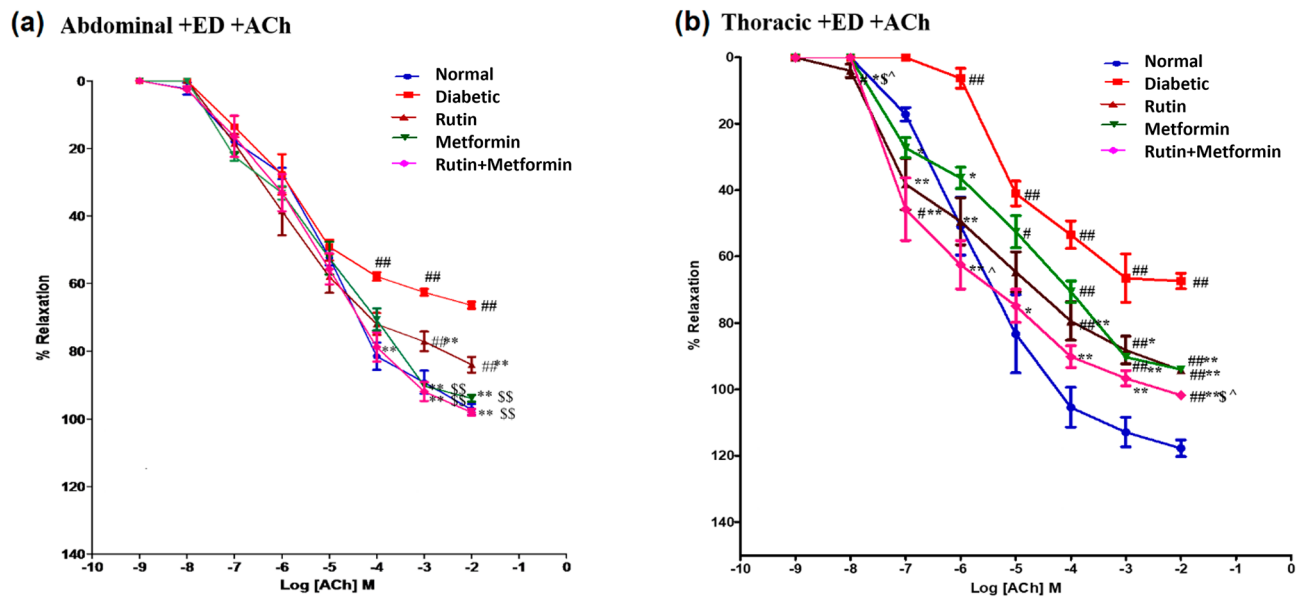 (a) Abdominal +ED +ACh
Normal
Diabetic
Rutin
Metformin
Rutin+Metformin
% Relaxation
0
20
40
60
80
100
120
140
##
##
##
##**
##**
**
** $$
** $$
** $$
** $$
-10 -9 -8 -7 -6 -5 -4 -3 -2 -1 0
Log [ACh] M
(b) Thoracic +ED +ACh
Normal
Diabetic
Rutin
Metformin
Rutin+Metformin
% Relaxation
0
20
40
60
80
100
120
140
# *$^
##
##
##
##
##
*
*
#
##
**
**
##**
##*
##**
##**
##**
#**
**^
*
**
**
##**$^
-10 -9 -8 -7 -6 -5 -4 -3 -2 -1 0
Log [ACh] M